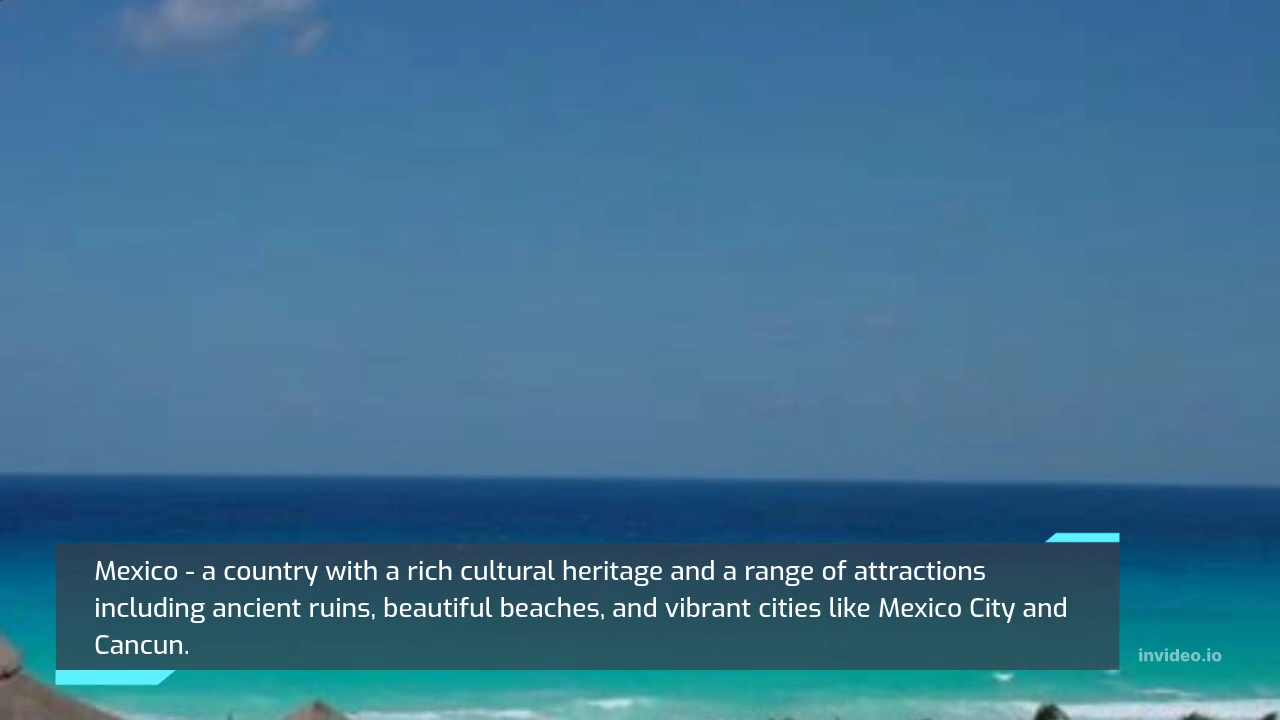 Mexico - a country with a rich cultural heritage and a range of attractions
including ancient ruins, beautiful beaches, and vibrant cities like Mexico City and
Cancun.
invideo.io